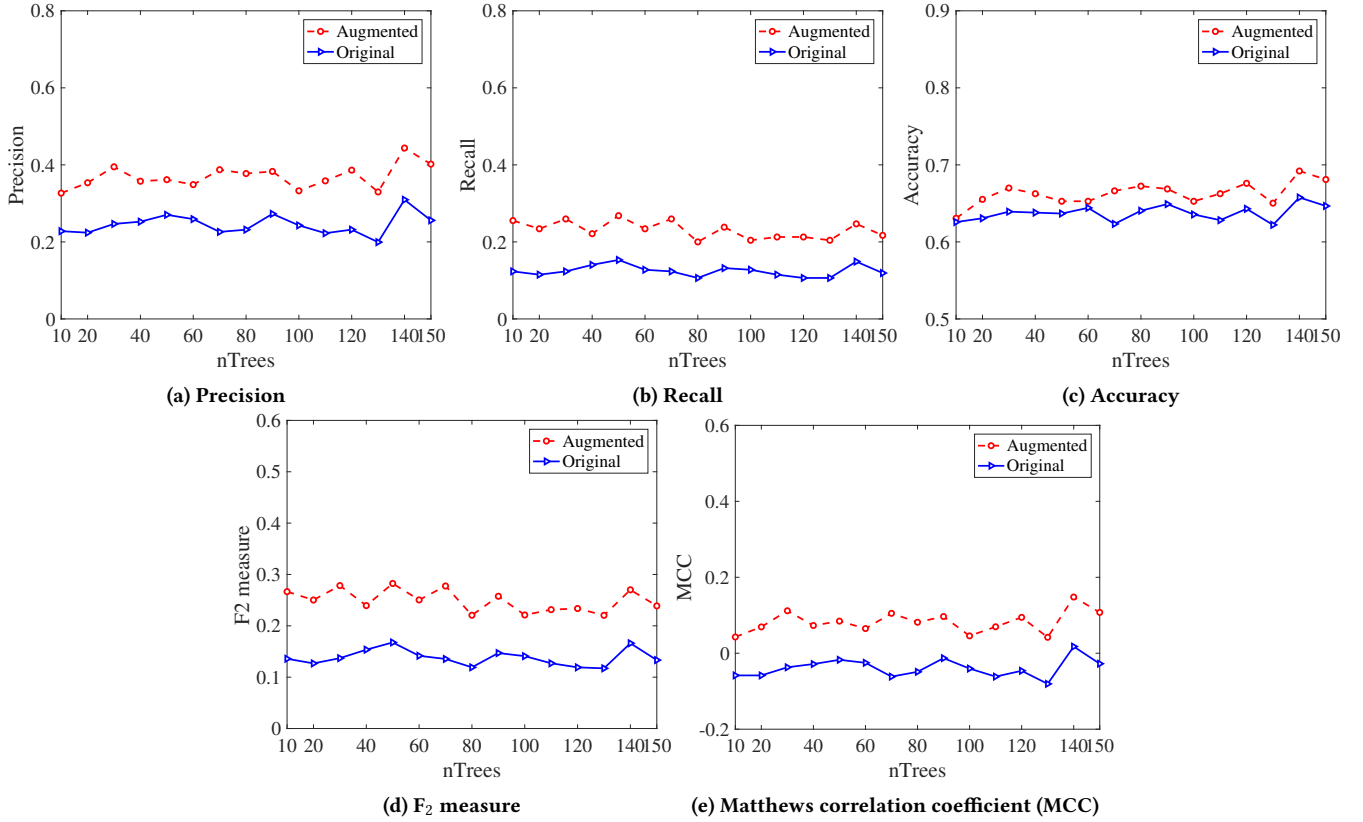 0.8
0.6
0.4
0.2
0
Precision
Augmented
Original
10 20 40 60 80 100 120 140 150
nTrees
(a) Precision
0.8
0.6
0.4
0.2
0
Recall
Augmented
Original
10 20 40 60 80 100 120 140 150
nTrees
(b) Recall
0.9
0.8
0.7
0.6
0.5
Accuracy
Augmented
Original
10 20 40 60 80 100 120 140 150
nTrees
(c) Accuracy
0.6
0.5
0.4
0.3
0.2
0.1
0
F2 measure
Augmented
Original
10 20 40 60 80 100 120 140 150
nTrees
(d) F₂ measure
0.6
0.4
0.2
0
-0.2
MCC
Augmented
Original
10 20 40 60 80 100 120 140 150
nTrees
(e) Matthews correlation coefficient (MCC)